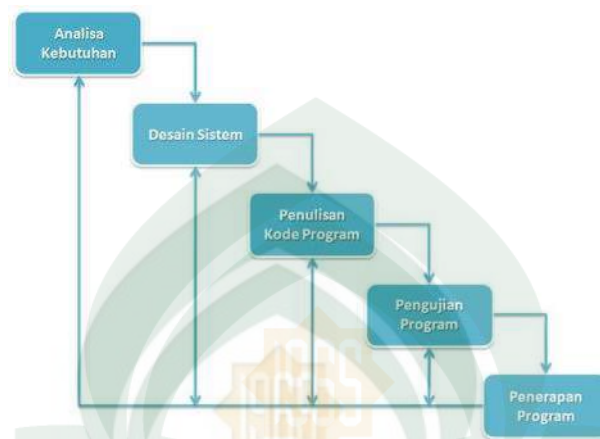 Analisa
Kebutuhan
Desain Sistem
Penulisan
Kode Program
Pengujian
Program
Penerapan
Program